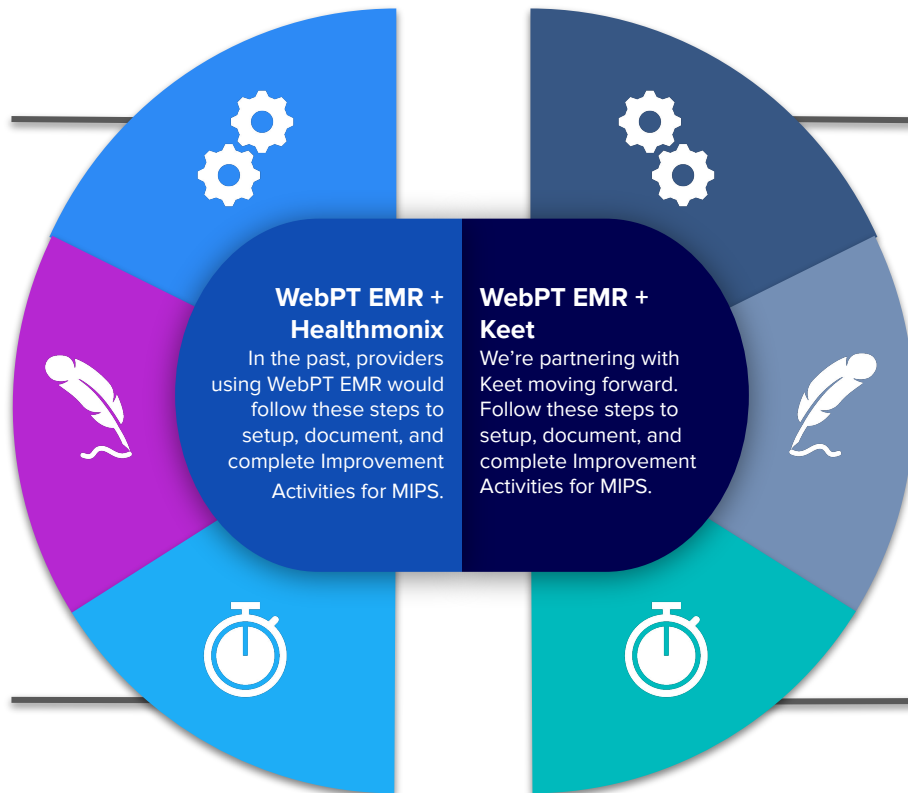 WebPT EMR +
Healthmonix
In the past, providers
using WebPT EMR would
follow these steps to
setup, document, and
complete Improvement
Activities for MIPS.
WebPT EMR +
Keet
We’re partnering with
Keet moving forward.
Follow these steps to
setup, document, and
complete Improvement
Activities for MIPS.